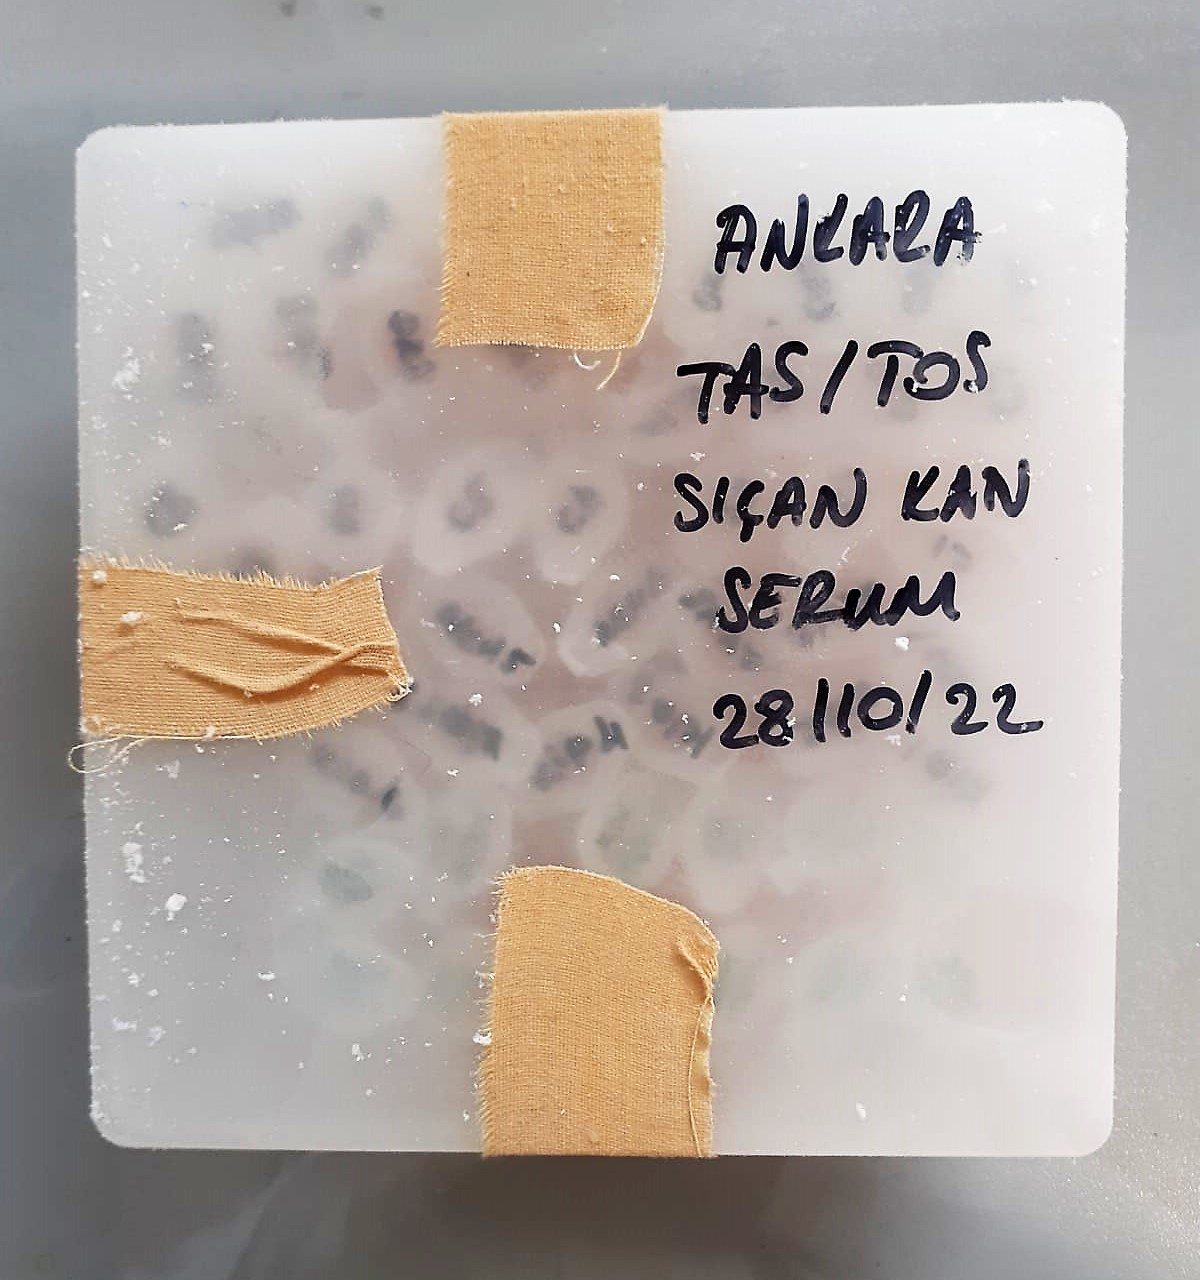 ANKARA
TAS/TOS
SIÇAN KAN
SERUM
28/10/22